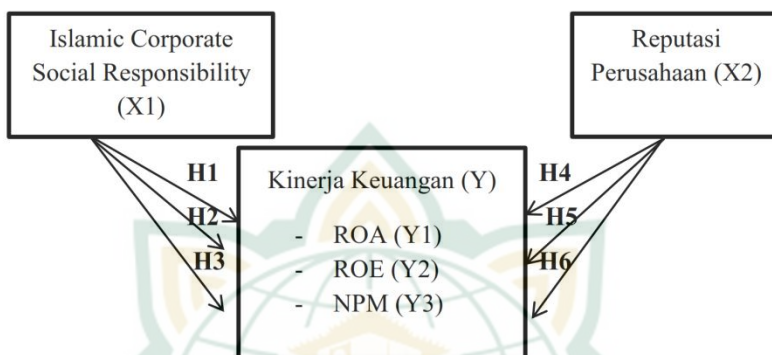 Islamic Corporate
Social Responsibility
(X1)
Reputasi
Perusahaan (X2)
H1
H2
H3
Kinerja Keuangan (Y)
- ROA (Y1)
- ROE (Y2)
- NPM (Y3)
H4
H5
H6